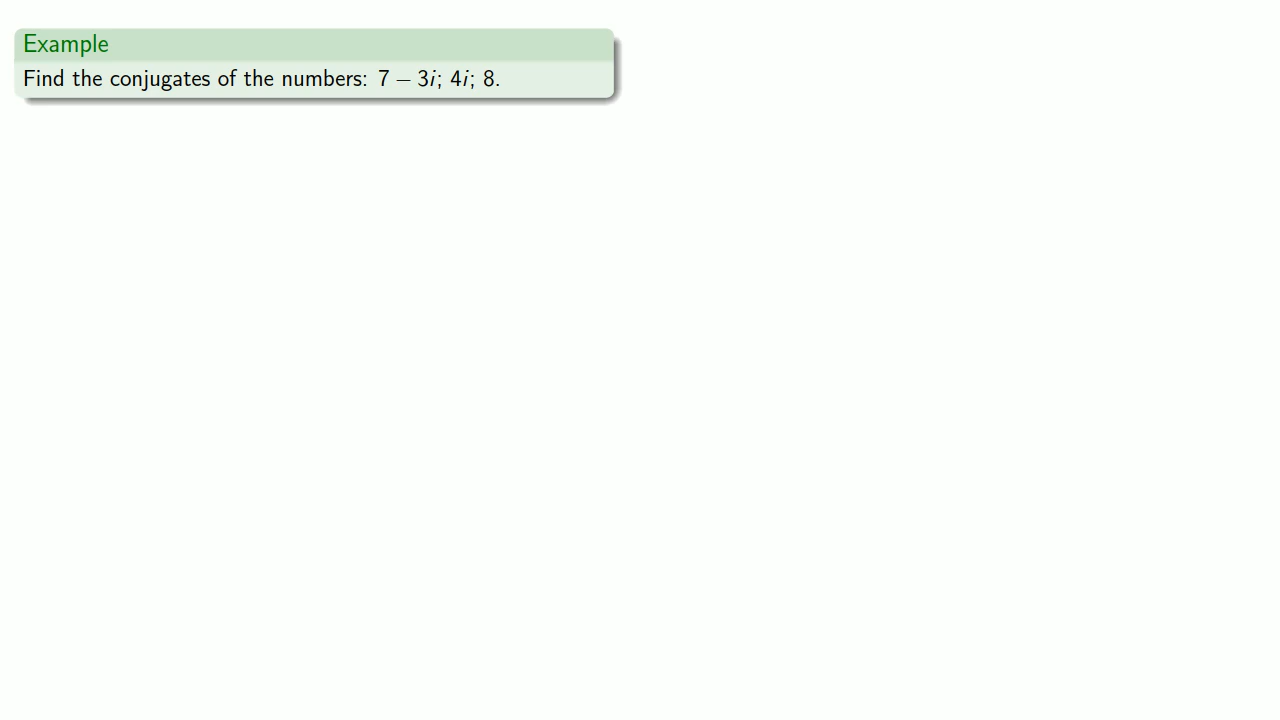 Example
Find the conjugates of the numbers: 7 − 3i; 4i; 8.